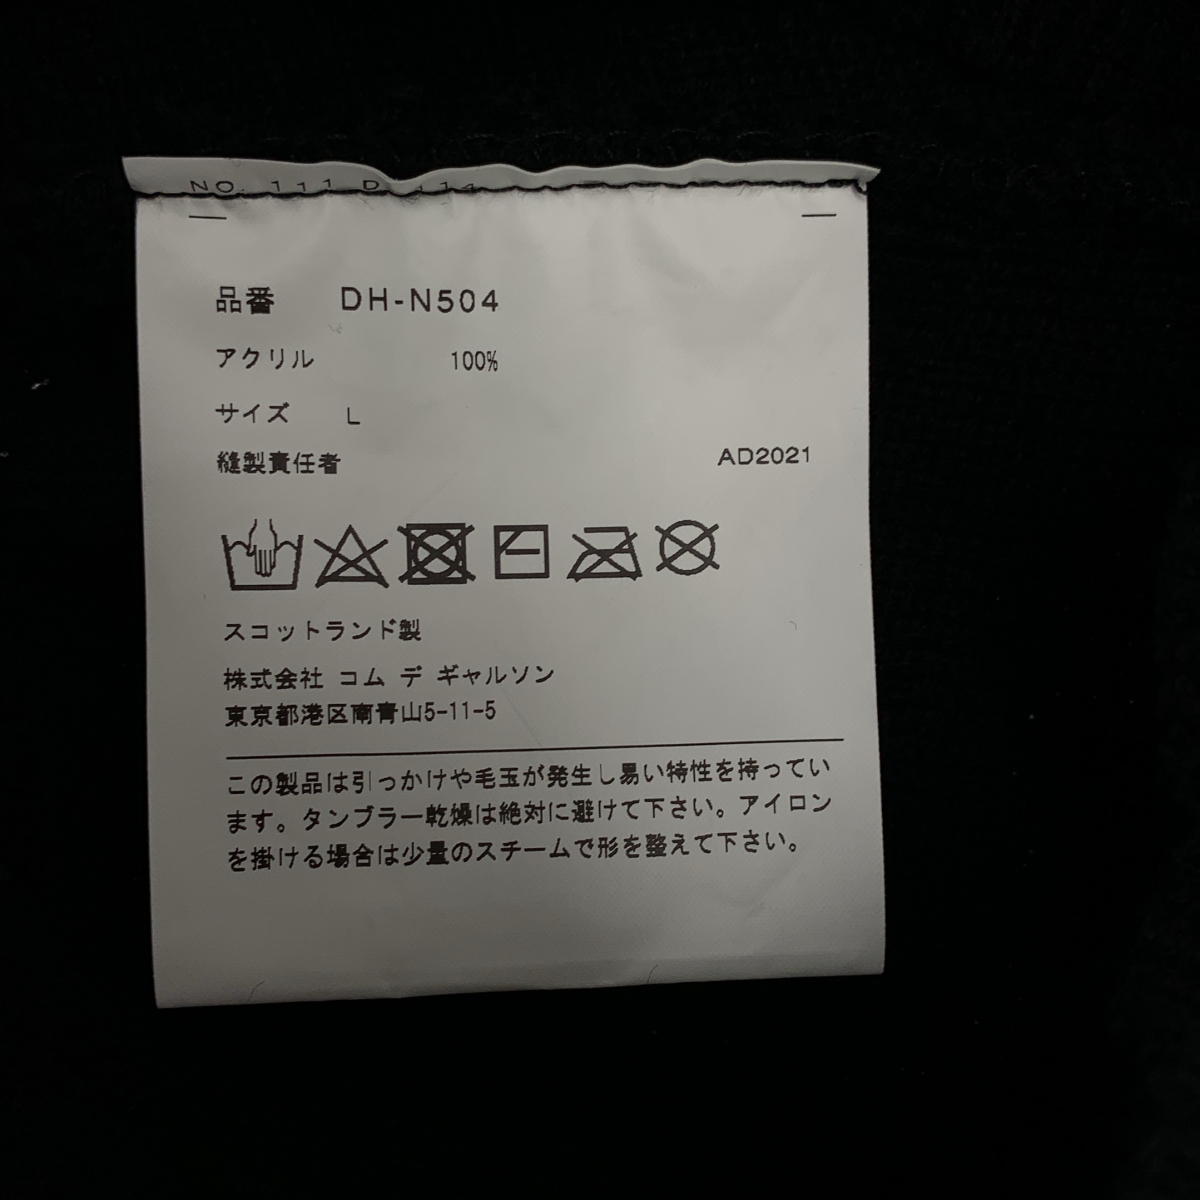 NO. 111 D
品番 DH-N504
アクリル 100%
サイズ L
縫製責任者 AD2021
スコットランド製
株式会社 コム デ ギャルソン
東京都港区南青山5-11-5
この製品は引っかけや毛玉が発生し易い特性を持ってい
ます。タンブラー乾燥は絶対に避けて下さい。アイロン
を掛ける場合は少量のスチームで形を整えて下さい。